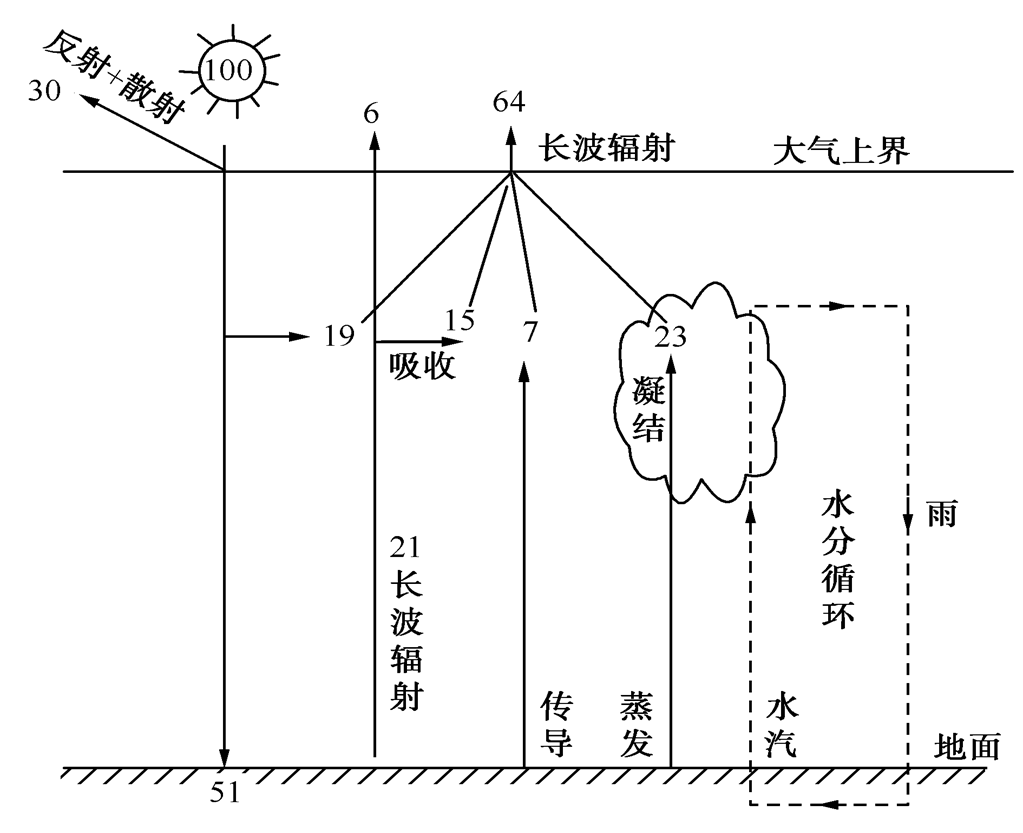 反射+散射
30
100
6
64
长波辐射
大气上界
19
15
7
23
吸收
凝结
21
长波辐射
水分循环
雨
传导
蒸发
水汽
地面
51